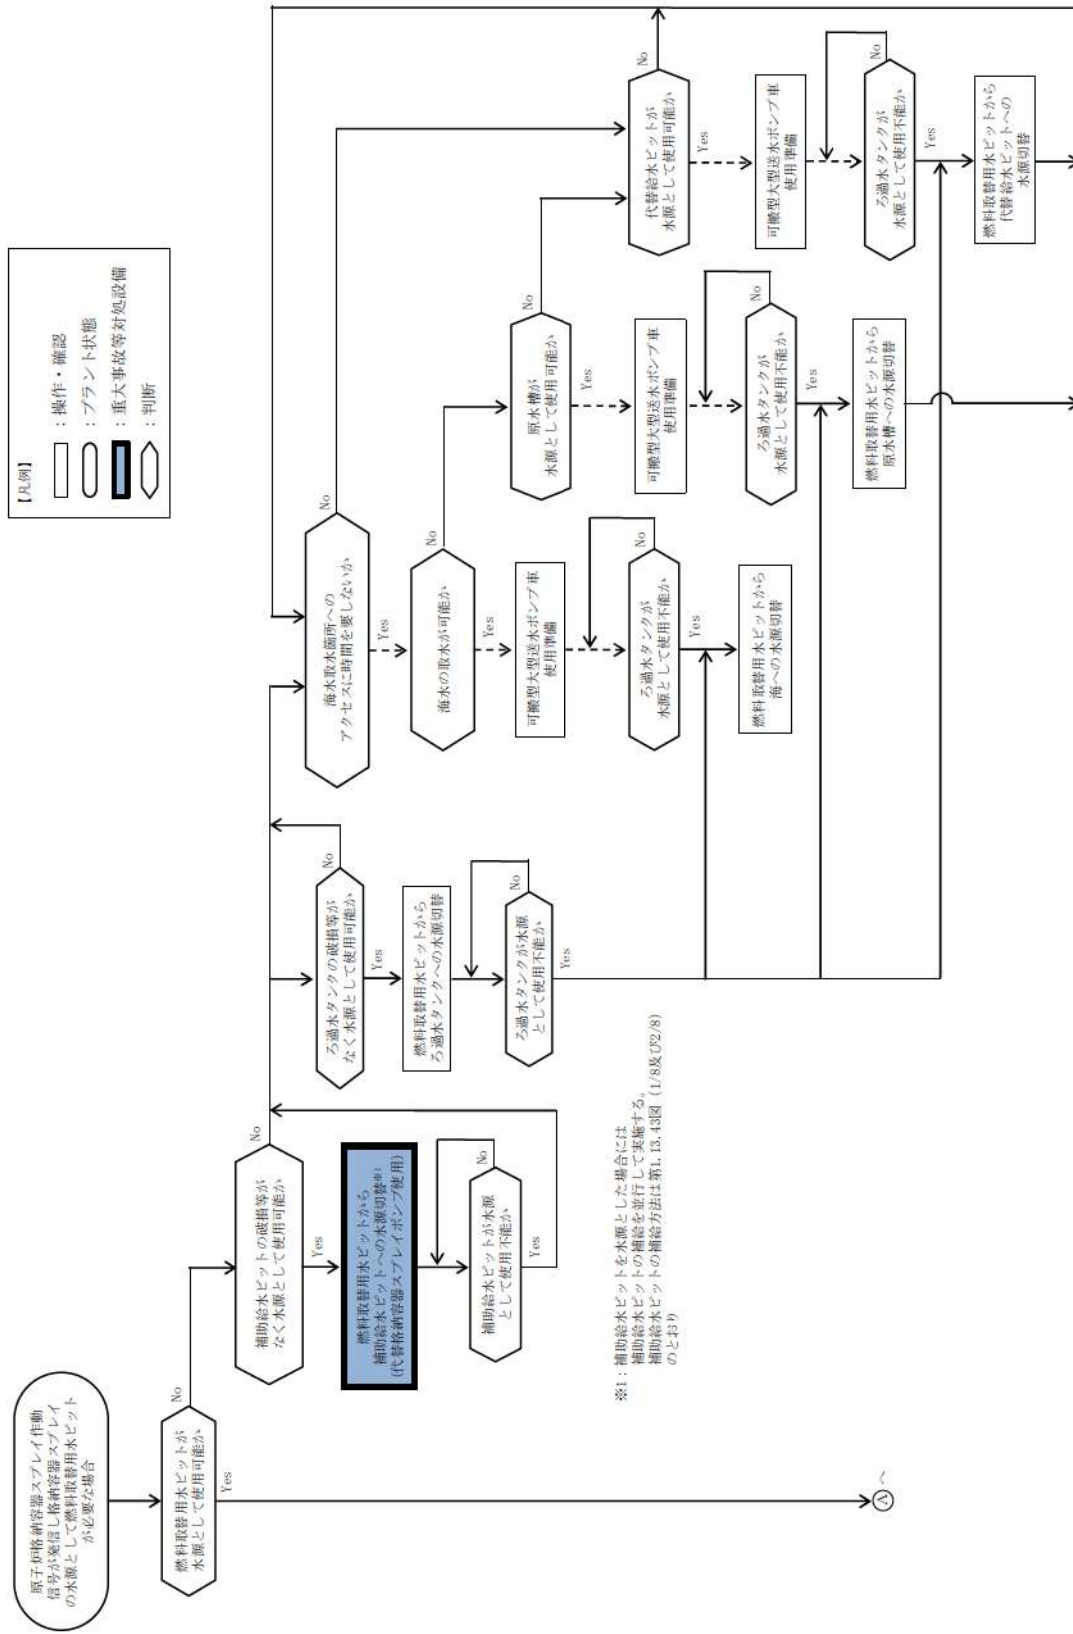 原子炉格納容器スプレイ作動
信号が発信し格納容器スプレイ
の水源として燃料取替用水ピット
が必要な場合
燃料取替用水ピットが
水源として使用可能か
No
Yes
Ⓐへ
補助給水ピットの破損等が
なく水源として使用可能か
No
Yes
燃料取替用水ピットから
補助給水ピットへの水源切替※1
(代替格納容器スプレイポンプ使用)
補助給水ピットが水源
として使用不能か
No
Yes
※1：補助給水ピットを水源とした場合には
補助給水ピットの補給を並行して実施する。
補助給水ピットの補給方法は第1.13.43図（1/8及び2/8）
のとおり
ろ過水タンクの破損等が
なく水源として使用可能か
No
Yes
燃料取替用水ピットから
ろ過水タンクへの水源切替
ろ過水タンクが水源
として使用不能か
No
Yes
海水取水箇所への
アクセスに時間を要しないか
No
Yes
海水の取水が可能か
No
Yes
可搬型大型送水ポンプ車
使用準備
ろ過水タンクが
水源として使用不能か
No
Yes
燃料取替用水ピットから
海への水源切替
原水槽が
水源として使用可能か
No
Yes
可搬型大型送水ポンプ車
使用準備
ろ過水タンクが
水源として使用不能か
No
Yes
燃料取替用水ピットから
原水槽への水源切替
代替給水ピットが
水源として使用可能か
No
Yes
可搬型大型送水ポンプ車
使用準備
ろ過水タンクが
水源として使用不能か
No
Yes
燃料取替用水ピットから
代替給水ピットへの
水源切替
【凡例】
：操作・確認
：プラント状態
：重大事故等対処設備
：判断